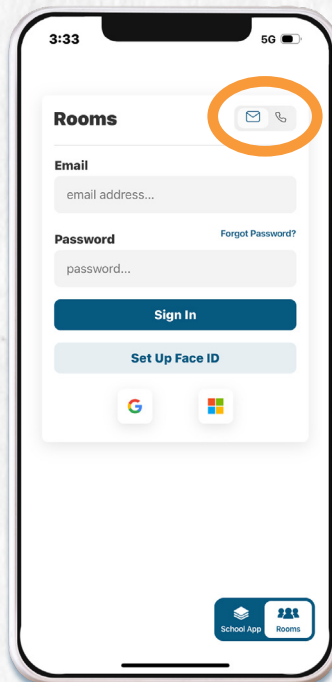 3:33 5G
Rooms
Email
email address...
Password Forgot Password?
password...
Sign In
Set Up Face ID
School App Rooms